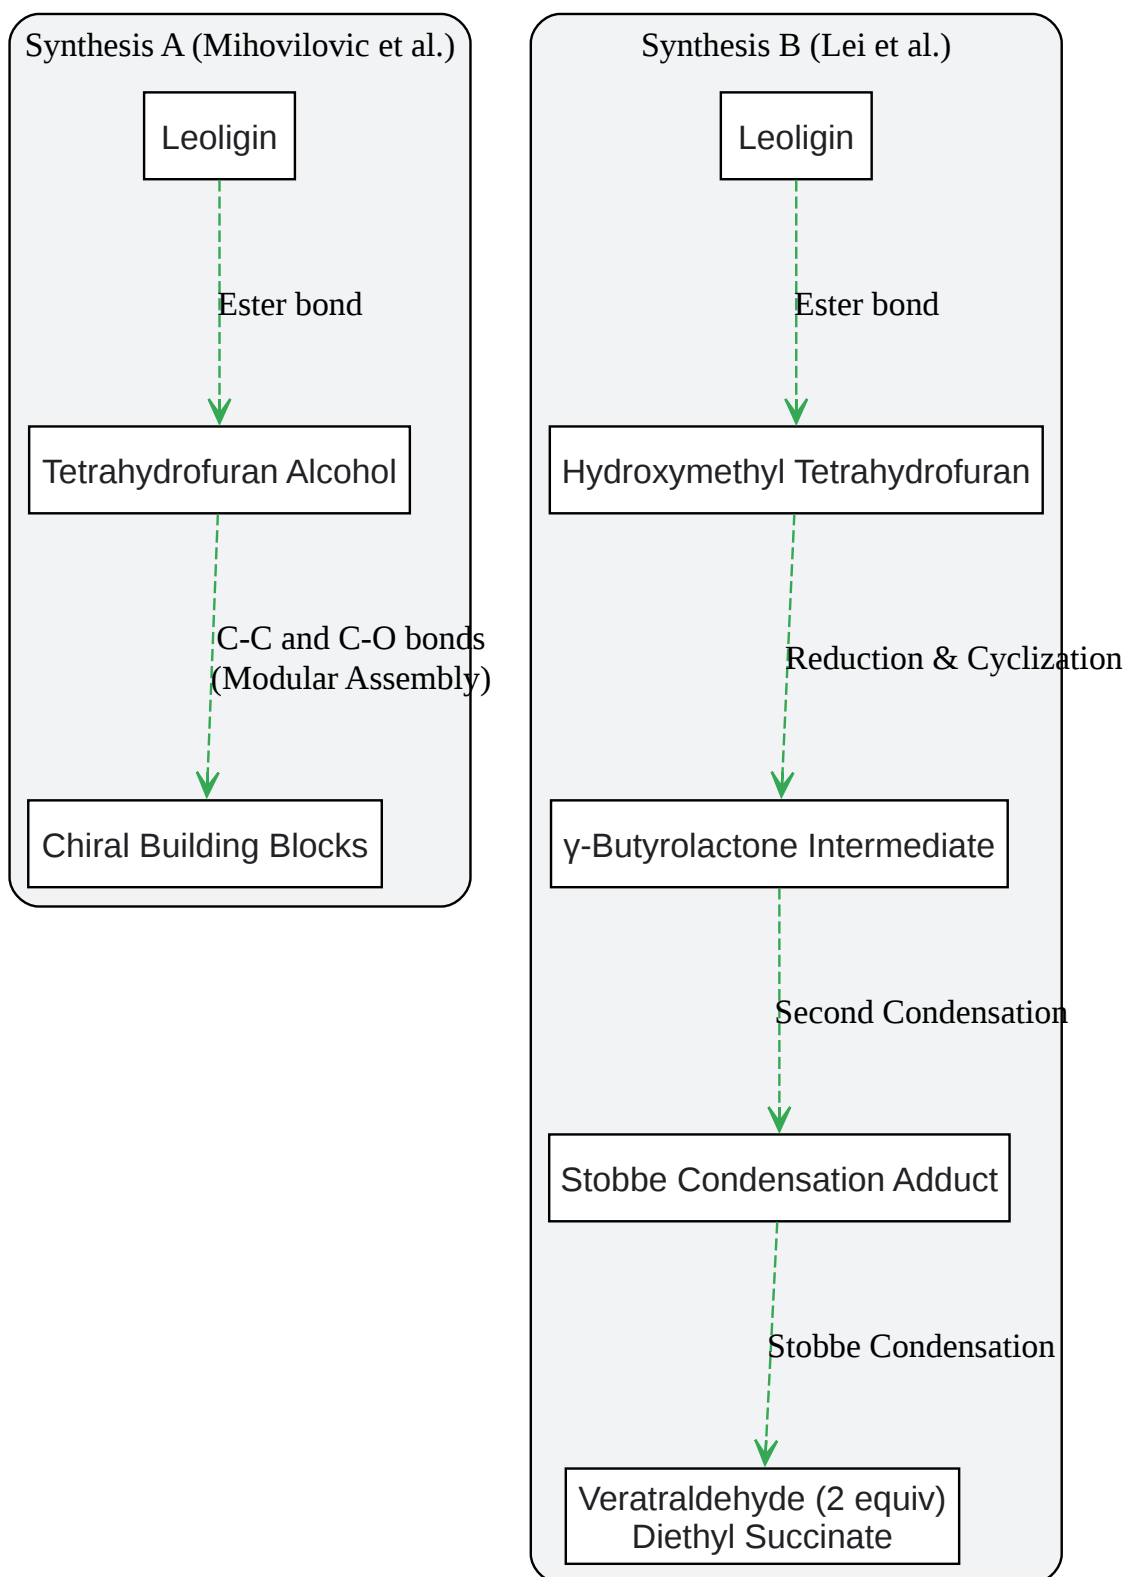 Synthesis A (Mihovilovic et al.)
Leoligin
Ester bond
Tetrahydrofuran Alcohol
C-C and C-O bonds
(Modular Assembly)
Chiral Building Blocks
Synthesis B (Lei et al.)
Leoligin
Ester bond
Hydroxymethyl Tetrahydrofuran
Reduction & Cyclization
γ-Butyrolactone Intermediate
Second Condensation
Stobbe Condensation Adduct
Stobbe Condensation
Veratraldehyde (2 equiv)
Diethyl Succinate